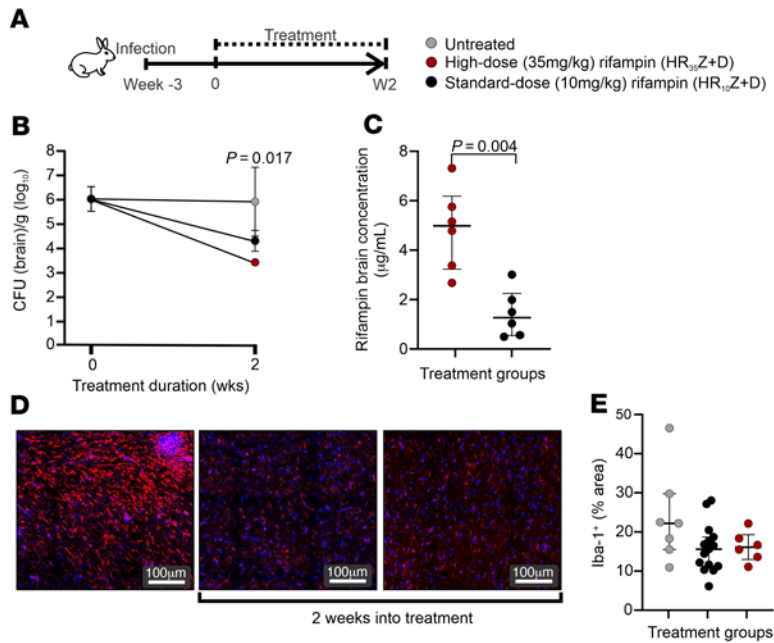 A
Infection
Treatment
Week -3
0
W2
Untreated
High-dose (35mg/kg) rifampin (HR₃₅Z+D)
Standard-dose (10mg/kg) rifampin (HR₁₀Z+D)
B
P = 0.017
CFU (brain)/g (log₁₀)
8
7
6
5
4
3
2
1
0
0
2
Treatment duration (wks)
C
P = 0.004
Rifampin brain concentration
(μg/mL)
8
6
4
2
0
Treatment groups
D
100μm
100μm
100μm
2 weeks into treatment
E
Iba-1⁺ (% area)
50
40
30
20
10
0
Treatment groups